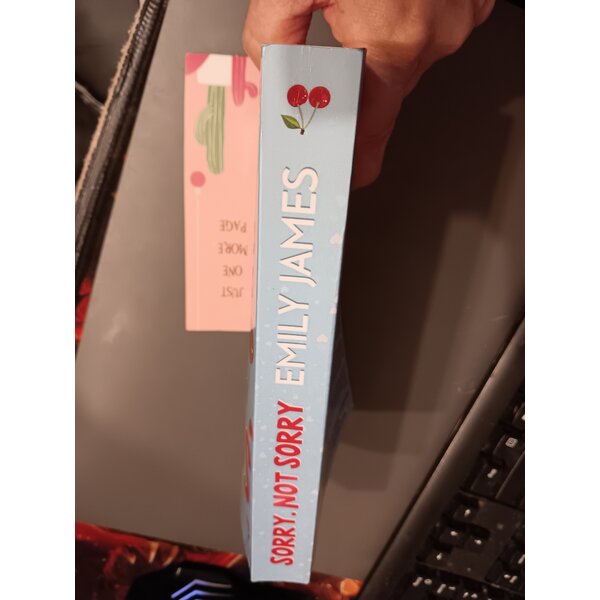 SORRY, NOT SORRY EMILY JAMES
JUST
ONE
MORE
PAGE